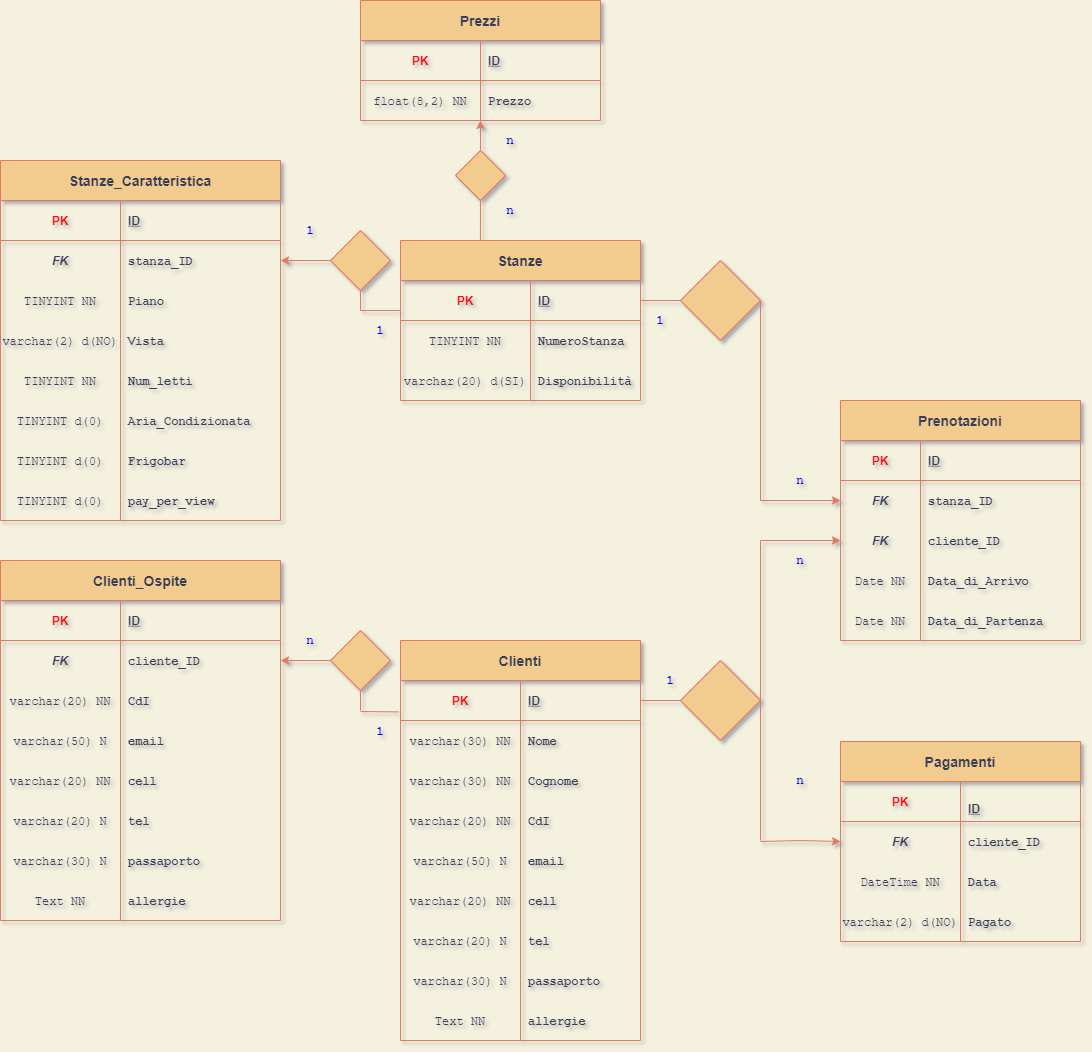 Prezzi
PK ID
float(8,2) NN Prezzo
n
n
Stanze_Caratteristica
PK ID
FK stanza_ID
TINYINT NN Piano
varchar(2) d(NO) Vista
TINYINT NN Num_letti
TINYINT d(0) Aria_Condizionata
TINYINT d(0) Frigobar
TINYINT d(0) pay_per_view
1
1
Stanze
PK ID
TINYINT NN NumeroStanza
varchar(20) d(SI) Disponibilità
1
n
Prenotazioni
PK ID
FK stanza_ID
FK cliente_ID
Date NN Data_di_Arrivo
Date NN Data_di_Partenza
n
Clienti_Ospite
PK ID
FK cliente_ID
varchar(20) NN CdI
varchar(50) N email
varchar(20) NN cell
varchar(20) N tel
varchar(30) N passaporto
Text NN allergie
n
1
Clienti
PK ID
varchar(30) NN Nome
varchar(30) NN Cognome
varchar(20) NN CdI
varchar(50) N email
varchar(20) NN cell
varchar(20) N tel
varchar(30) N passaporto
Text NN allergie
1
n
Pagamenti
PK ID
FK cliente_ID
DateTime NN Data
varchar(2) d(NO) Pagato